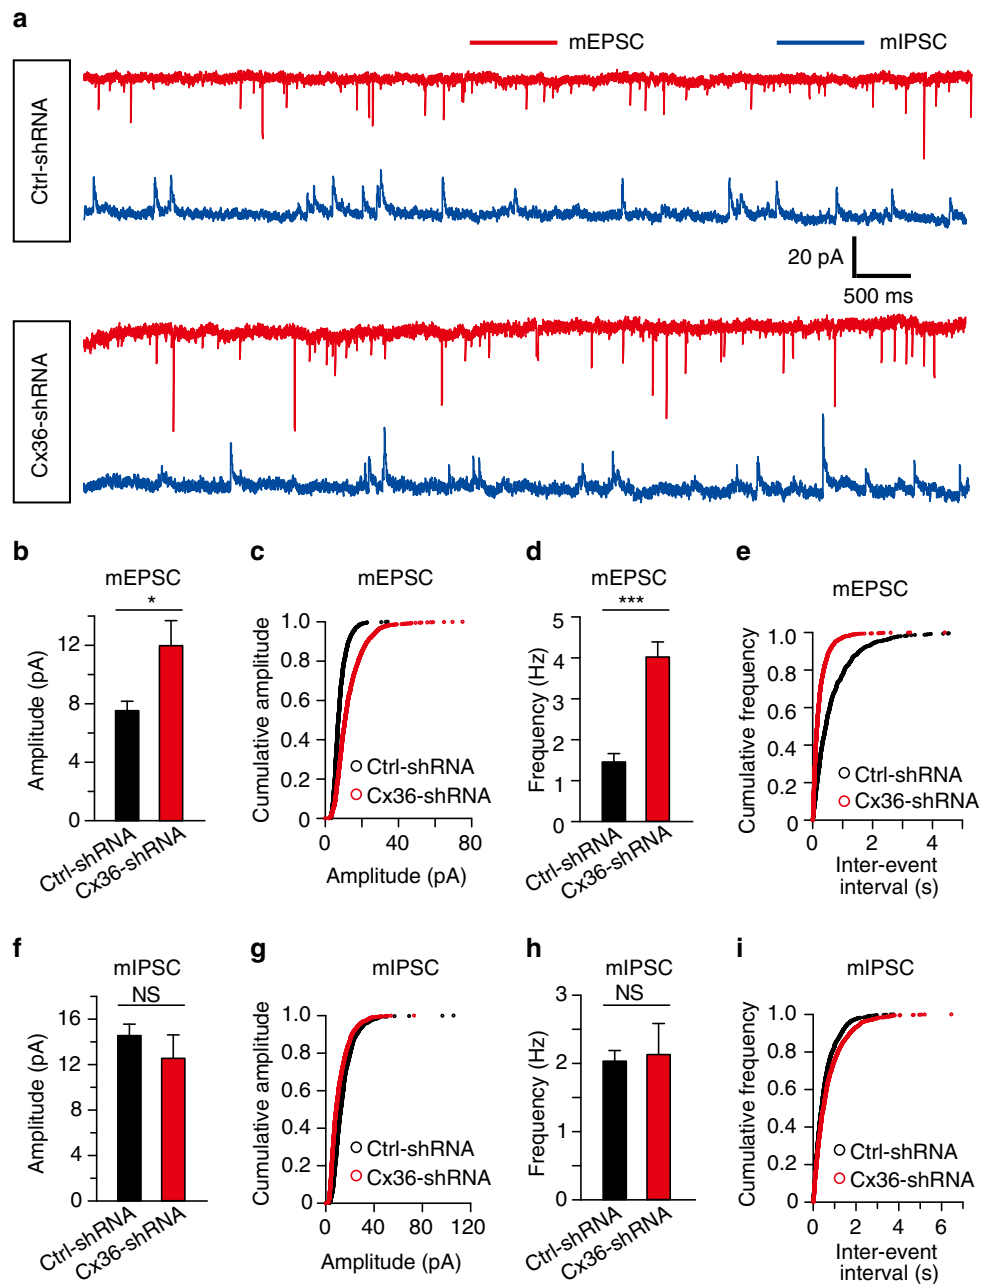 a
mEPSC
mIPSC
Ctrl-shRNA
20 pA
500 ms
Cx36-shRNA
b
mEPSC
*
Amplitude (pA)
12
8
4
0
Ctrl-shRNA
Cx36-shRNA
c
mEPSC
Cumulative amplitude
1.0
0.8
0.6
0.4
0.2
0
Ctrl-shRNA
Cx36-shRNA
0 40 80
Amplitude (pA)
d
mEPSC
***
Frequency (Hz)
5
4
3
2
1
0
Ctrl-shRNA
Cx36-shRNA
e
mEPSC
Cumulative frequency
1.0
0.8
0.6
0.4
0.2
0
Ctrl-shRNA
Cx36-shRNA
0 2 4
Inter-event
interval (s)
f
mIPSC
NS
Amplitude (pA)
16
12
8
4
0
Ctrl-shRNA
Cx36-shRNA
g
mIPSC
Cumulative amplitude
1.0
0.8
0.6
0.4
0.2
0
Ctrl-shRNA
Cx36-shRNA
0 40 80 120
Amplitude (pA)
h
mIPSC
NS
Frequency (Hz)
3
2
1
0
Ctrl-shRNA
Cx36-shRNA
i
mIPSC
Cumulative frequency
1.0
0.8
0.6
0.4
0.2
0
Ctrl-shRNA
Cx36-shRNA
0 2 4 6
Inter-event
interval (s)